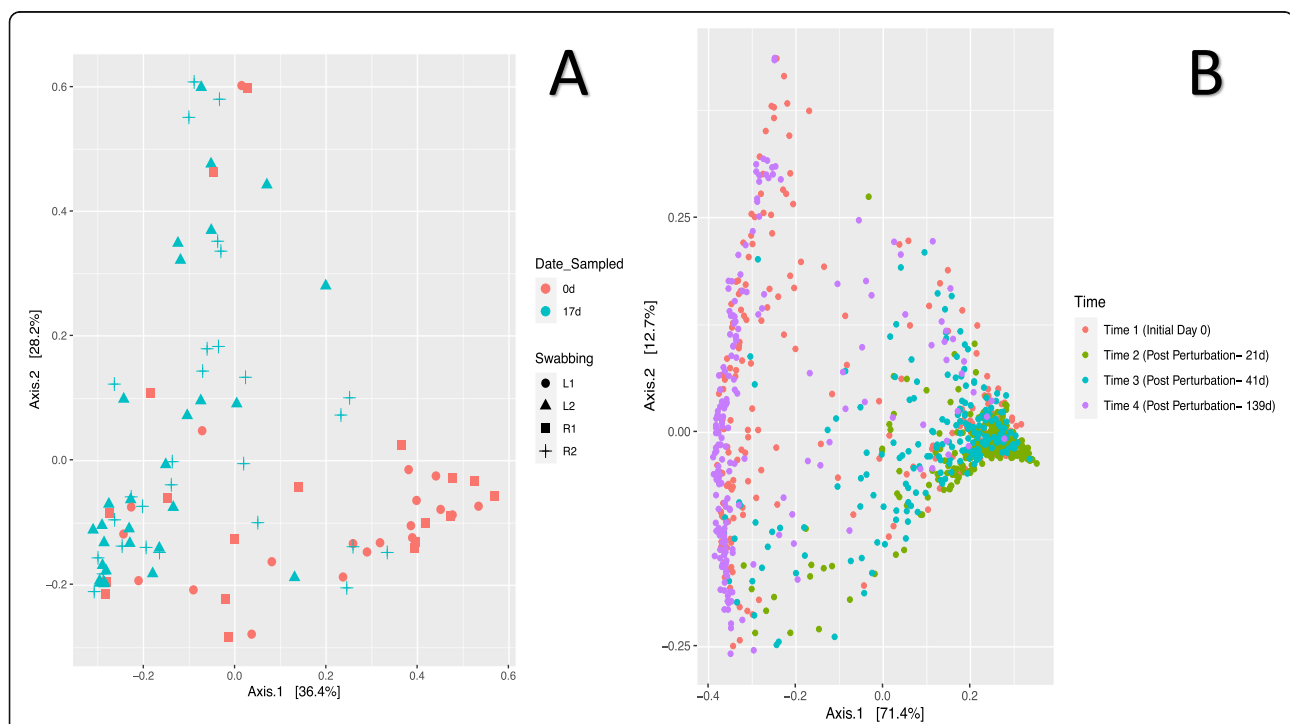 A
0.6
0.4
0.2
0.0
−0.2
Axis.2 [28.2%]
−0.2 0.0 0.2 0.4 0.6
Axis.1 [36.4%]
Date_Sampled
0d
17d
Swabbing
L1
L2
R1
R2
B
0.25
0.00
−0.25
Axis.2 [12.7%]
−0.4 −0.2 0.0 0.2
Axis.1 [71.4%]
Time
Time 1 (Initial Day 0)
Time 2 (Post Perturbation− 21d)
Time 3 (Post Perturbation− 41d)
Time 4 (Post Perturbation− 139d)